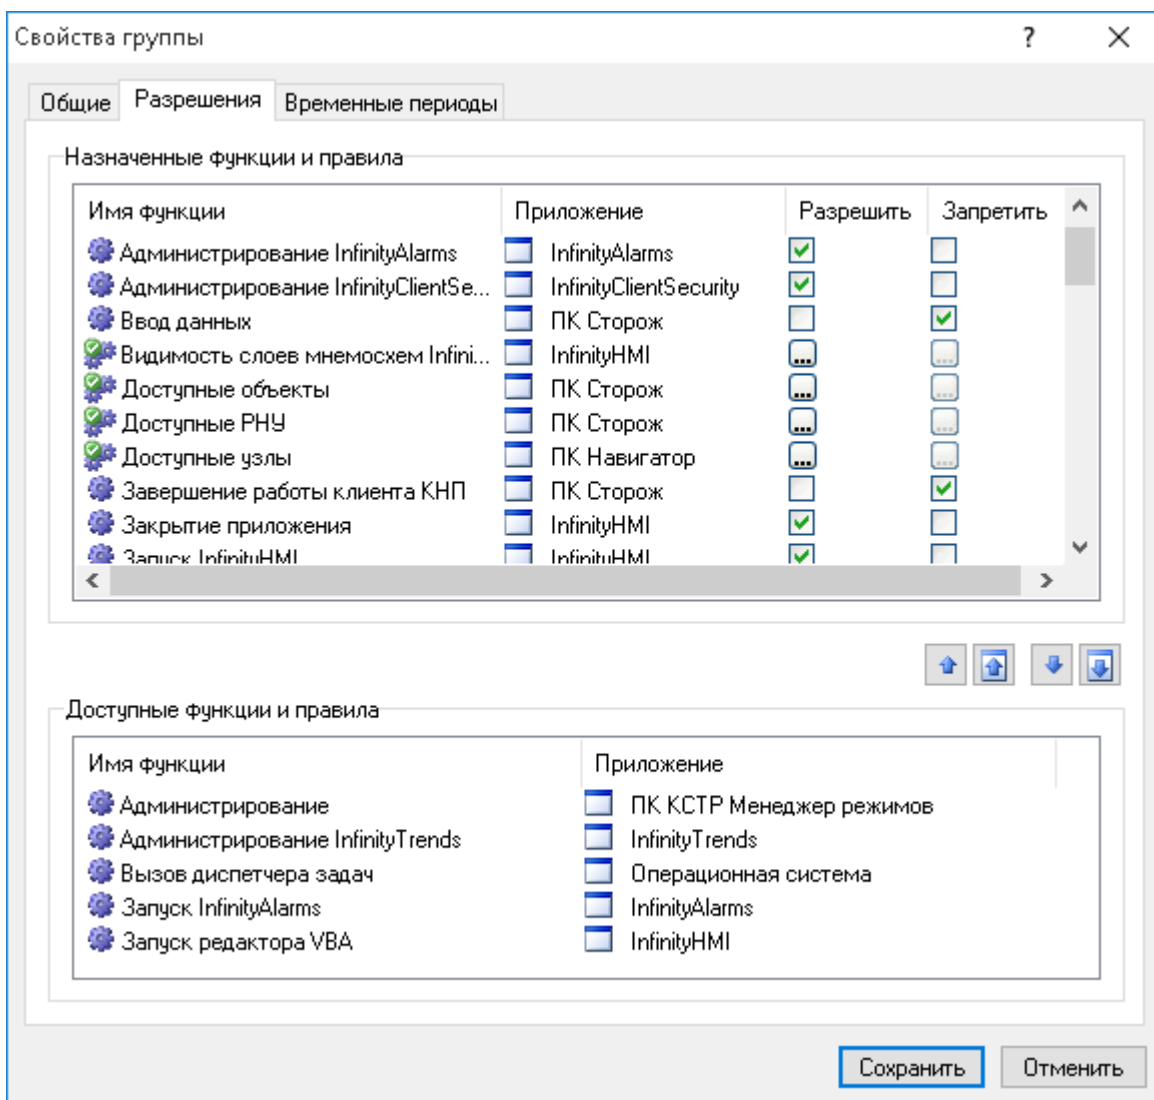 Свойства группы ?
Общие Разрешения Временные периоды
Назначенные функции и правила
Имя функции Приложение Разрешить Запретить
Администрирование InfinityAlarms InfinityAlarms
Администрирование InfinityClientSe... InfinityClientSecurity
Ввод данных ПК Сторож
Видимость слоев мнемосхем Infini... InfinityHMI ... ...
Доступные объекты ПК Сторож ... ...
Доступные РНУ ПК Сторож ... ...
Доступные узлы ПК Навигатор ... ...
Завершение работы клиента КНП ПК Сторож
Закрытие приложения InfinityHMI
Запуск InfinityHMI InfinityHMI
Доступные функции и правила
Имя функции Приложение
Администрирование ПК КСТР Менеджер режимов
Администрирование InfinityTrends InfinityTrends
Вызов диспетчера задач Операционная система
Запуск InfinityAlarms InfinityAlarms
Запуск редактора VBA InfinityHMI
Сохранить Отменить